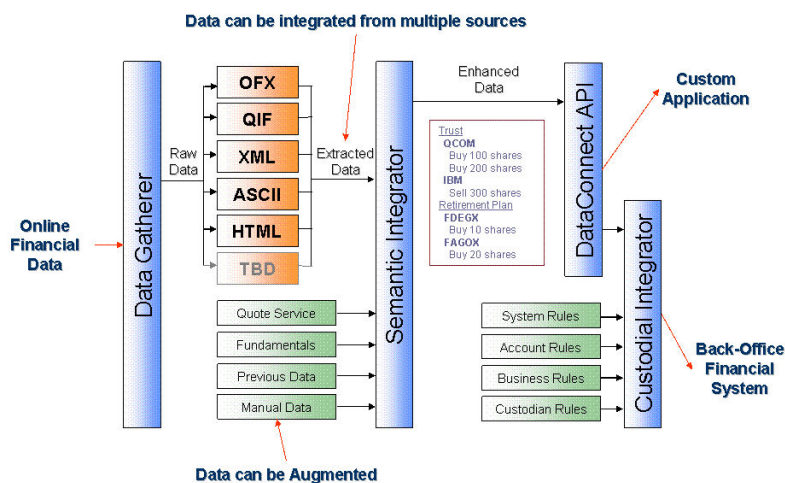 Data can be integrated from multiple sources
Online
Financial
Data
Data Gatherer
Raw
Data
OFX
QIF
XML
ASCII
HTML
TBD
Extracted
Data
Quote Service
Fundamentals
Previous Data
Manual Data
Data can be Augmented
Semantic Integrator
Enhanced
Data
Trust
QCOM
Buy 100 shares
Buy 200 shares
IBM
Sell 300 shares
Retirement Plan
FDEGX
Buy 10 shares
FAGOX
Buy 20 shares
DataConnect API
Custom
Application
System Rules
Account Rules
Business Rules
Custodian Rules
Custodial Integrator
Back-Office
Financial
System